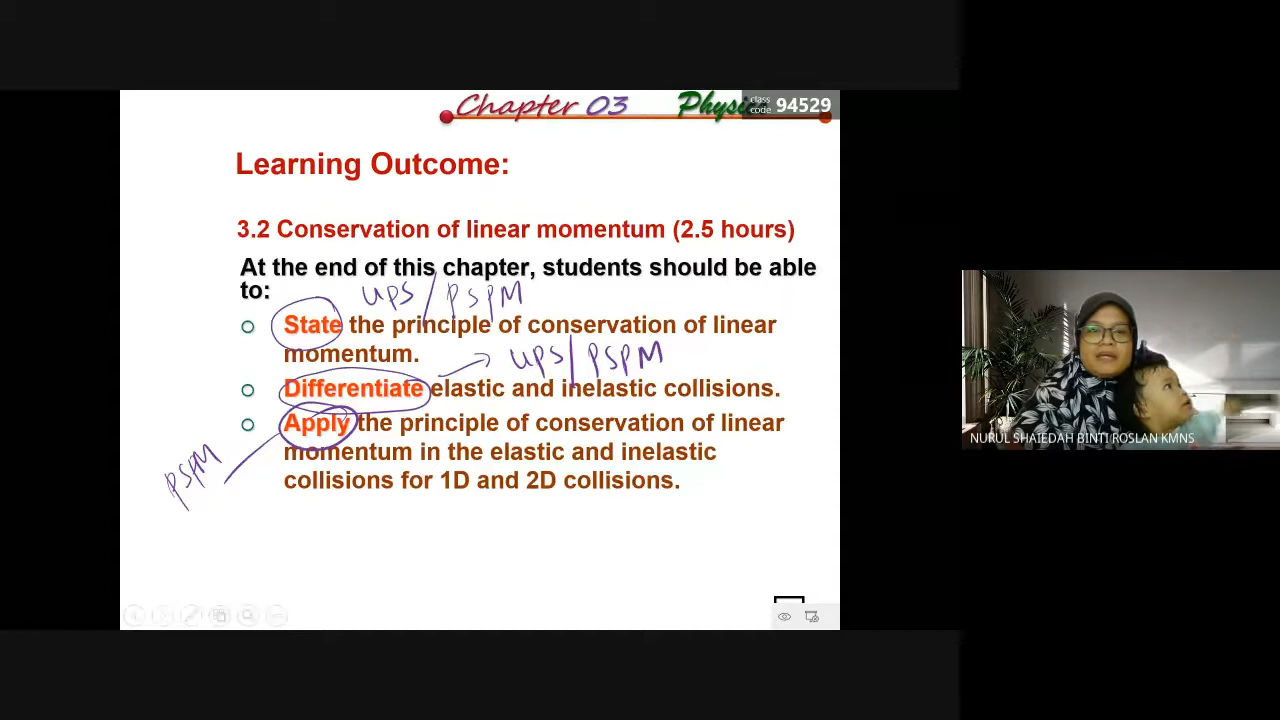 Chapter 03 Physi
class code 94529
Learning Outcome:
3.2 Conservation of linear momentum (2.5 hours)
At the end of this chapter, students should be able
to:
UPS / PSPM
State the principle of conservation of linear
momentum.
UPS / PSPM
Differentiate elastic and inelastic collisions.
Apply the principle of conservation of linear
momentum in the elastic and inelastic
collisions for 1D and 2D collisions.
PSPM
NURUL SHAIEDAH BINTI ROSLAN KMNS